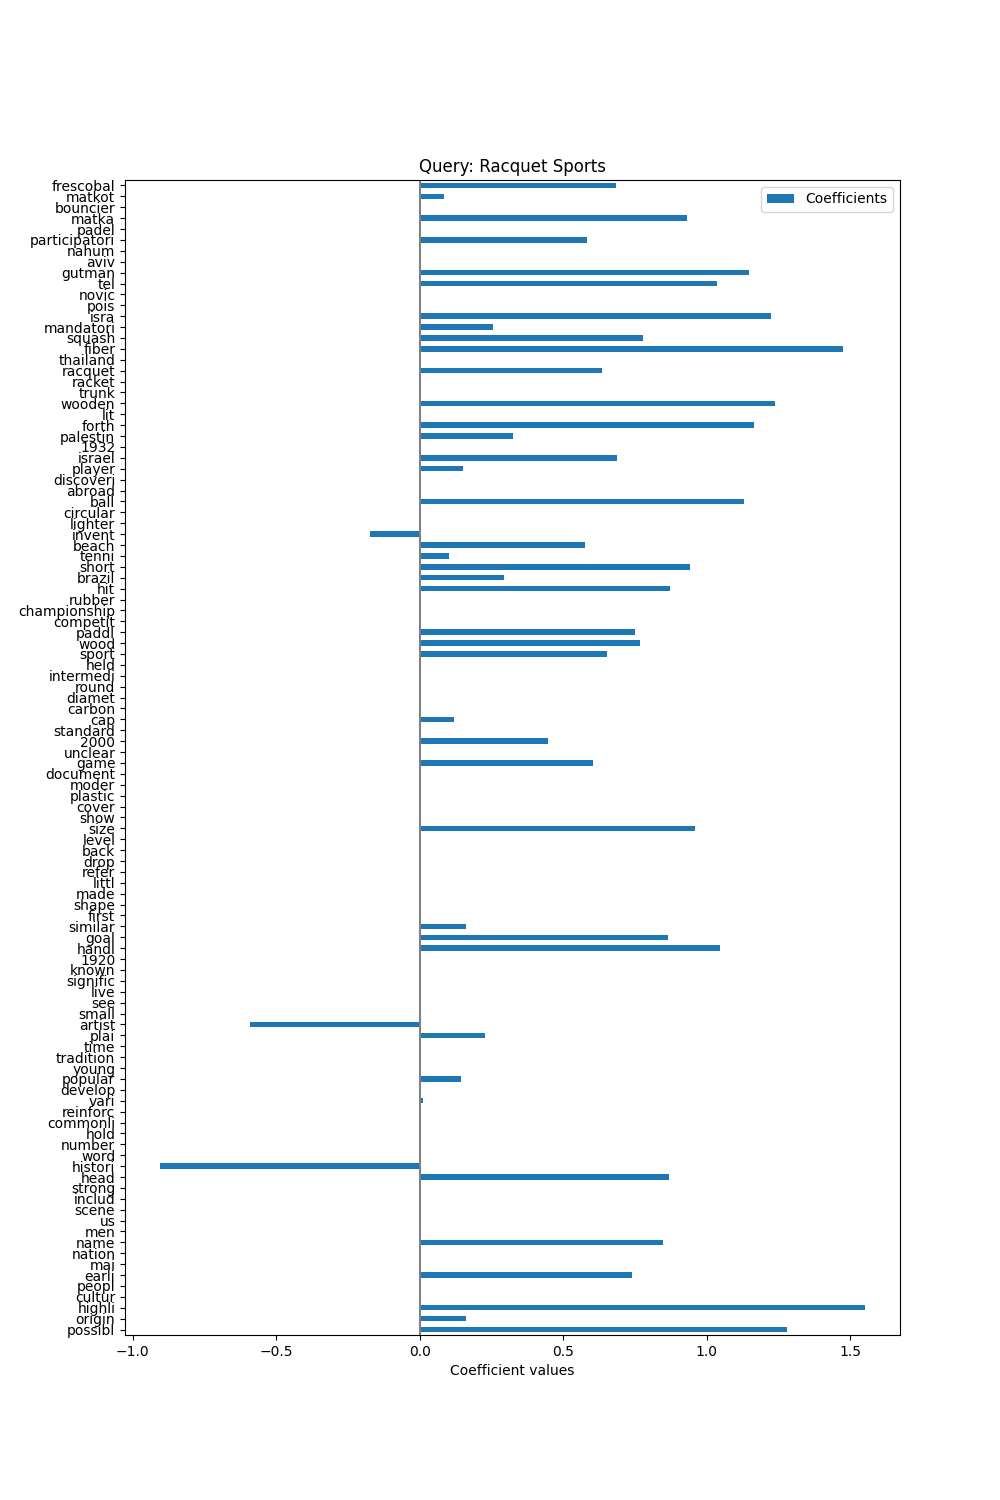 Query: Racquet Sports
Coefficients
frescobal
matkot
bouncier
matka
padel
participatori
nahum
aviv
gutman
tel
novic
pois
isra
mandatori
squash
fiber
thailand
racquet
racket
trunk
wooden
lit
forth
palestin
1932
israel
player
discoveri
abroad
ball
circular
lighter
invent
beach
tenni
short
brazil
hit
rubber
championship
competit
paddl
wood
sport
held
intermedi
round
diamet
carbon
cap
standard
2000
unclear
game
document
moder
plastic
cover
show
size
level
back
drop
refer
littl
made
shape
first
similar
goal
handl
1920
known
signific
live
see
small
artist
plai
time
tradition
young
popular
develop
vari
reinforc
commonli
hold
number
word
histori
head
strong
includ
scene
us
men
name
nation
mai
earli
peopl
cultur
highli
origin
possibl
−1.0 −0.5 0.0 0.5 1.0 1.5
Coefficient values